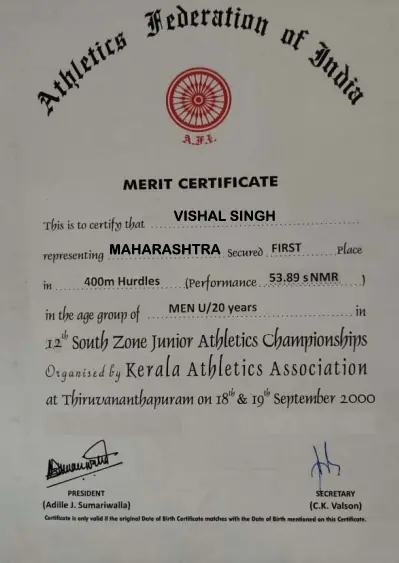 Athletics Federation of India
A.F.I.
MERIT CERTIFICATE
This is to certify that VISHAL SINGH
representing MAHARASHTRA Secured FIRST Place
in 400m Hurdles (Performance 53.89 s NMR )
in the age group of MEN U/20 years in
12th South Zone Junior Athletics Championships
Organised by Kerala Athletics Association
at Thiruvananthapuram on 18th & 19th September 2000
PRESIDENT SECRETARY
(Adille J. Sumariwalla) (C.K. Valson)
Certificate is only valid if the original Date of Birth Certificate matches with the Date of Birth mentioned on this Certificate.